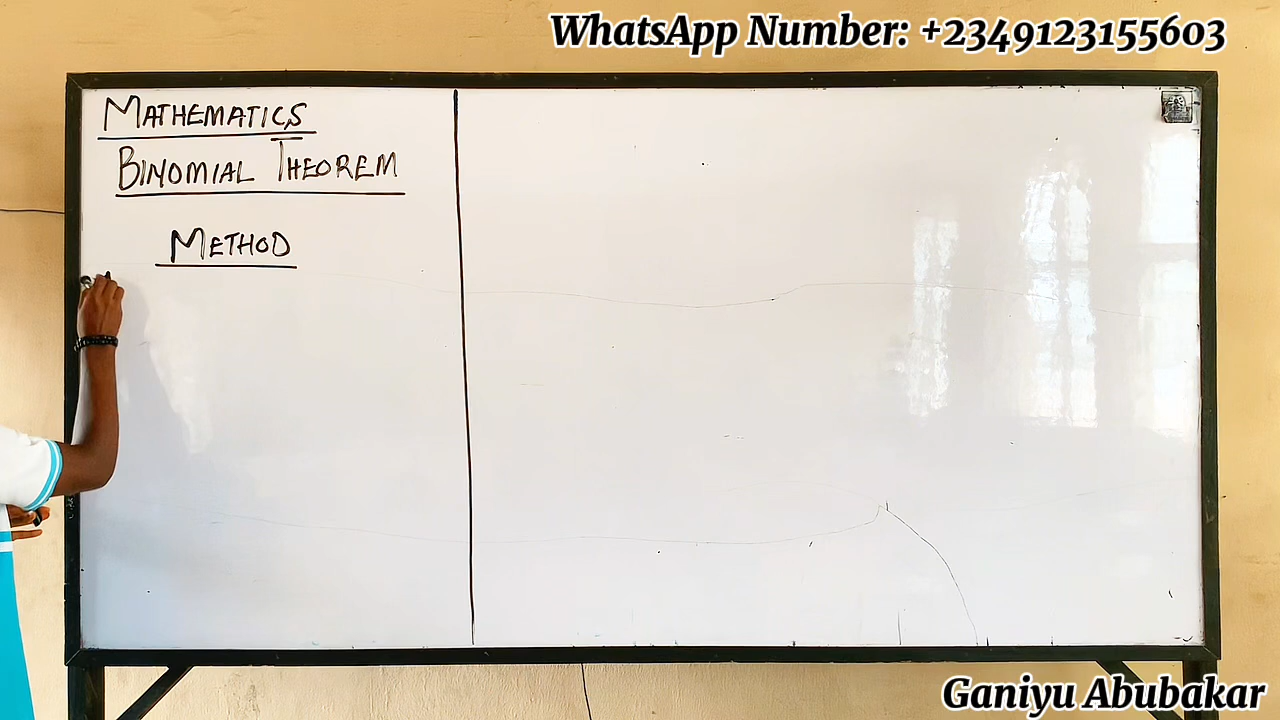 WhatsApp Number: +2349123155603
MATHEMATICS
BINOMIAL THEOREM
METHOD
Ganiyu Abubakar